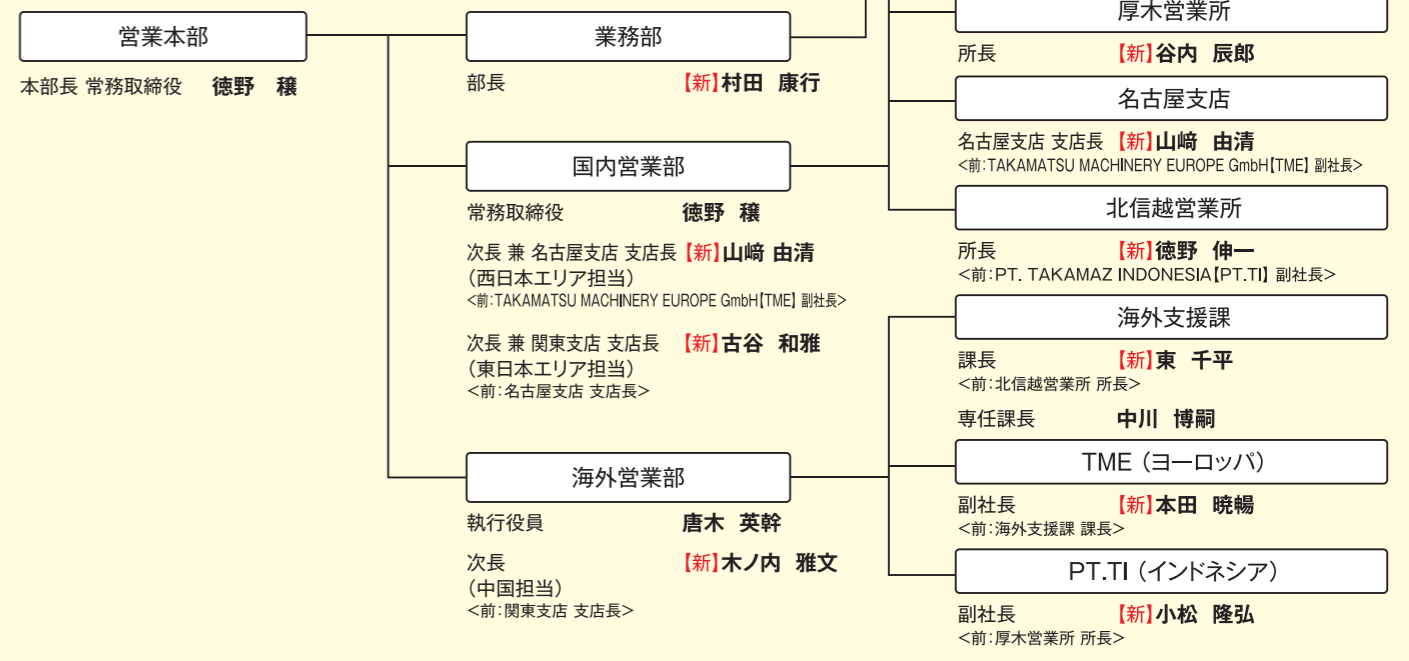 営業本部
本部長 常務取締役 徳野 穣
業務部
部長 【新】村田 康行
国内営業部
常務取締役 徳野 穣
次長 兼 名古屋支店 支店長 【新】山﨑 由清
（西日本エリア担当）
<前：TAKAMATSU MACHINERY EUROPE GmbH【TME】 副社長>
次長 兼 関東支店 支店長 【新】古谷 和雅
（東日本エリア担当）
<前：名古屋支店 支店長>
海外営業部
執行役員 唐木 英幹
次長 【新】木ノ内 雅文
（中国担当）
<前：関東支店 支店長>
厚木営業所
所長 【新】谷内 辰郎
名古屋支店
名古屋支店 支店長 【新】山﨑 由清
<前：TAKAMATSU MACHINERY EUROPE GmbH【TME】 副社長>
北信越営業所
所長 【新】徳野 伸一
<前：PT. TAKAMAZ INDONESIA【PT.TI】 副社長>
海外支援課
課長 【新】東 千平
<前：北信越営業所 所長>
専任課長 中川 博嗣
TME（ヨーロッパ）
副社長 【新】本田 暁暢
<前：海外支援課 課長>
PT.TI（インドネシア）
副社長 【新】小松 隆弘
<前：厚木営業所 所長>